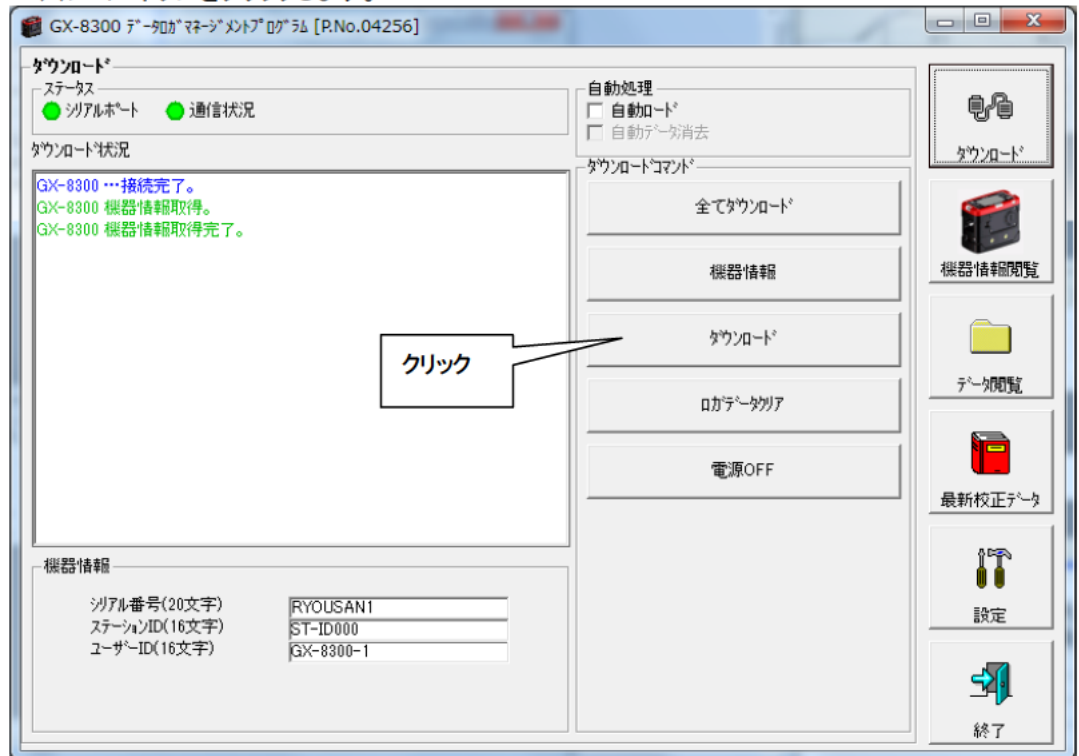 GX-8300 ﾃﾞｰﾀﾛｶﾞﾏﾈｰｼﾞﾒﾝﾄﾌﾟﾛｸﾞﾗﾑ [P.No.04256]
ﾀﾞｳﾝﾛｰﾄﾞ
ｽﾃｰﾀｽ
ｼﾘｱﾙﾎﾟｰﾄ
通信状況
ﾀﾞｳﾝﾛｰﾄﾞ状況
GX-8300 …接続完了。
GX-8300 機器情報取得。
GX-8300 機器情報取得完了。
クリック
機器情報
ｼﾘｱﾙ番号(20文字)
RYOUSAN1
ｽﾃｰｼｮﾝID(16文字)
ST-ID000
ﾕｰｻﾞｰID(16文字)
GX-8300-1
自動処理
自動ﾛｰﾄﾞ
自動ﾃﾞｰﾀ消去
ﾀﾞｳﾝﾛｰﾄﾞｺﾏﾝﾄﾞ
全てﾀﾞｳﾝﾛｰﾄﾞ
機器情報
ﾀﾞｳﾝﾛｰﾄﾞ
ﾛｶﾞﾃﾞｰﾀｸﾘｱ
電源OFF
ﾀﾞｳﾝﾛｰﾄﾞ
機器情報閲覧
ﾃﾞｰﾀ閲覧
最新校正ﾃﾞｰﾀ
設定
終了